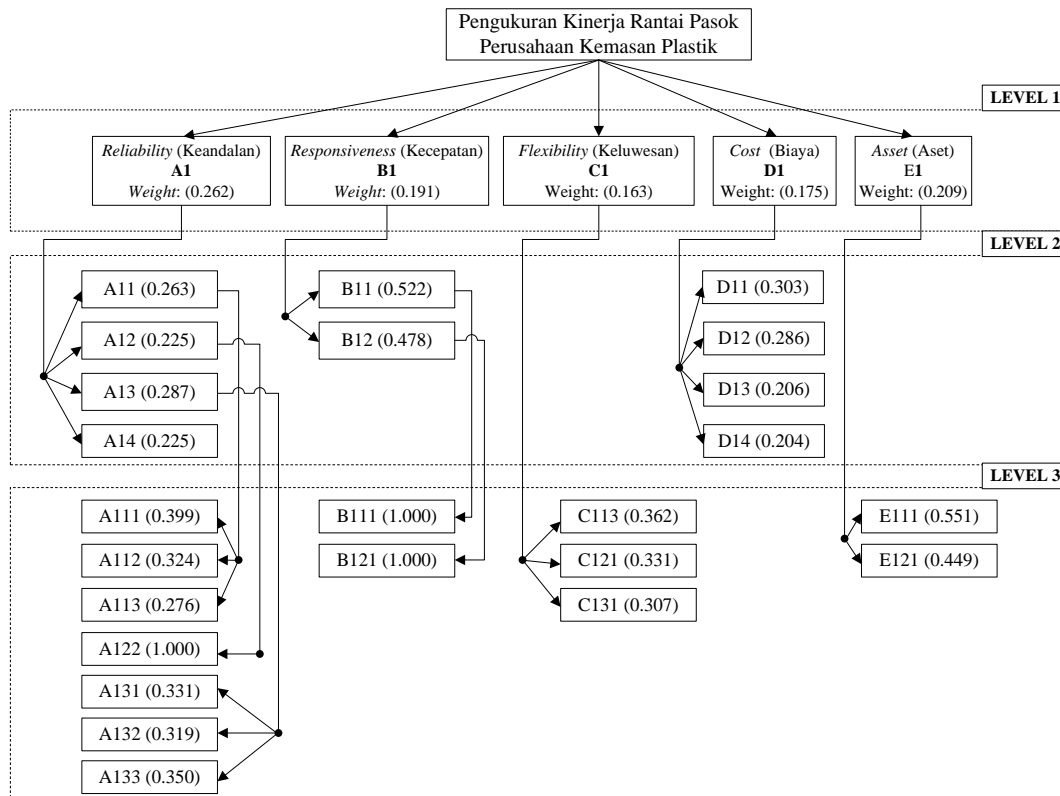 Pengukuran Kinerja Rantai Pasok
Perusahaan Kemasan Plastik
LEVEL 1
Reliability (Keandalan)
A1
Weight: (0.262)
Responsiveness (Kecepatan)
B1
Weight: (0.191)
Flexibility (Keluwesan)
C1
Weight: (0.163)
Cost (Biaya)
D1
Weight: (0.175)
Asset (Aset)
E1
Weight: (0.209)
LEVEL 2
A11 (0.263)
A12 (0.225)
A13 (0.287)
A14 (0.225)
B11 (0.522)
B12 (0.478)
D11 (0.303)
D12 (0.286)
D13 (0.206)
D14 (0.204)
LEVEL 3
A111 (0.399)
A112 (0.324)
A113 (0.276)
A122 (1.000)
A131 (0.331)
A132 (0.319)
A133 (0.350)
B111 (1.000)
B121 (1.000)
C113 (0.362)
C121 (0.331)
C131 (0.307)
E111 (0.551)
E121 (0.449)